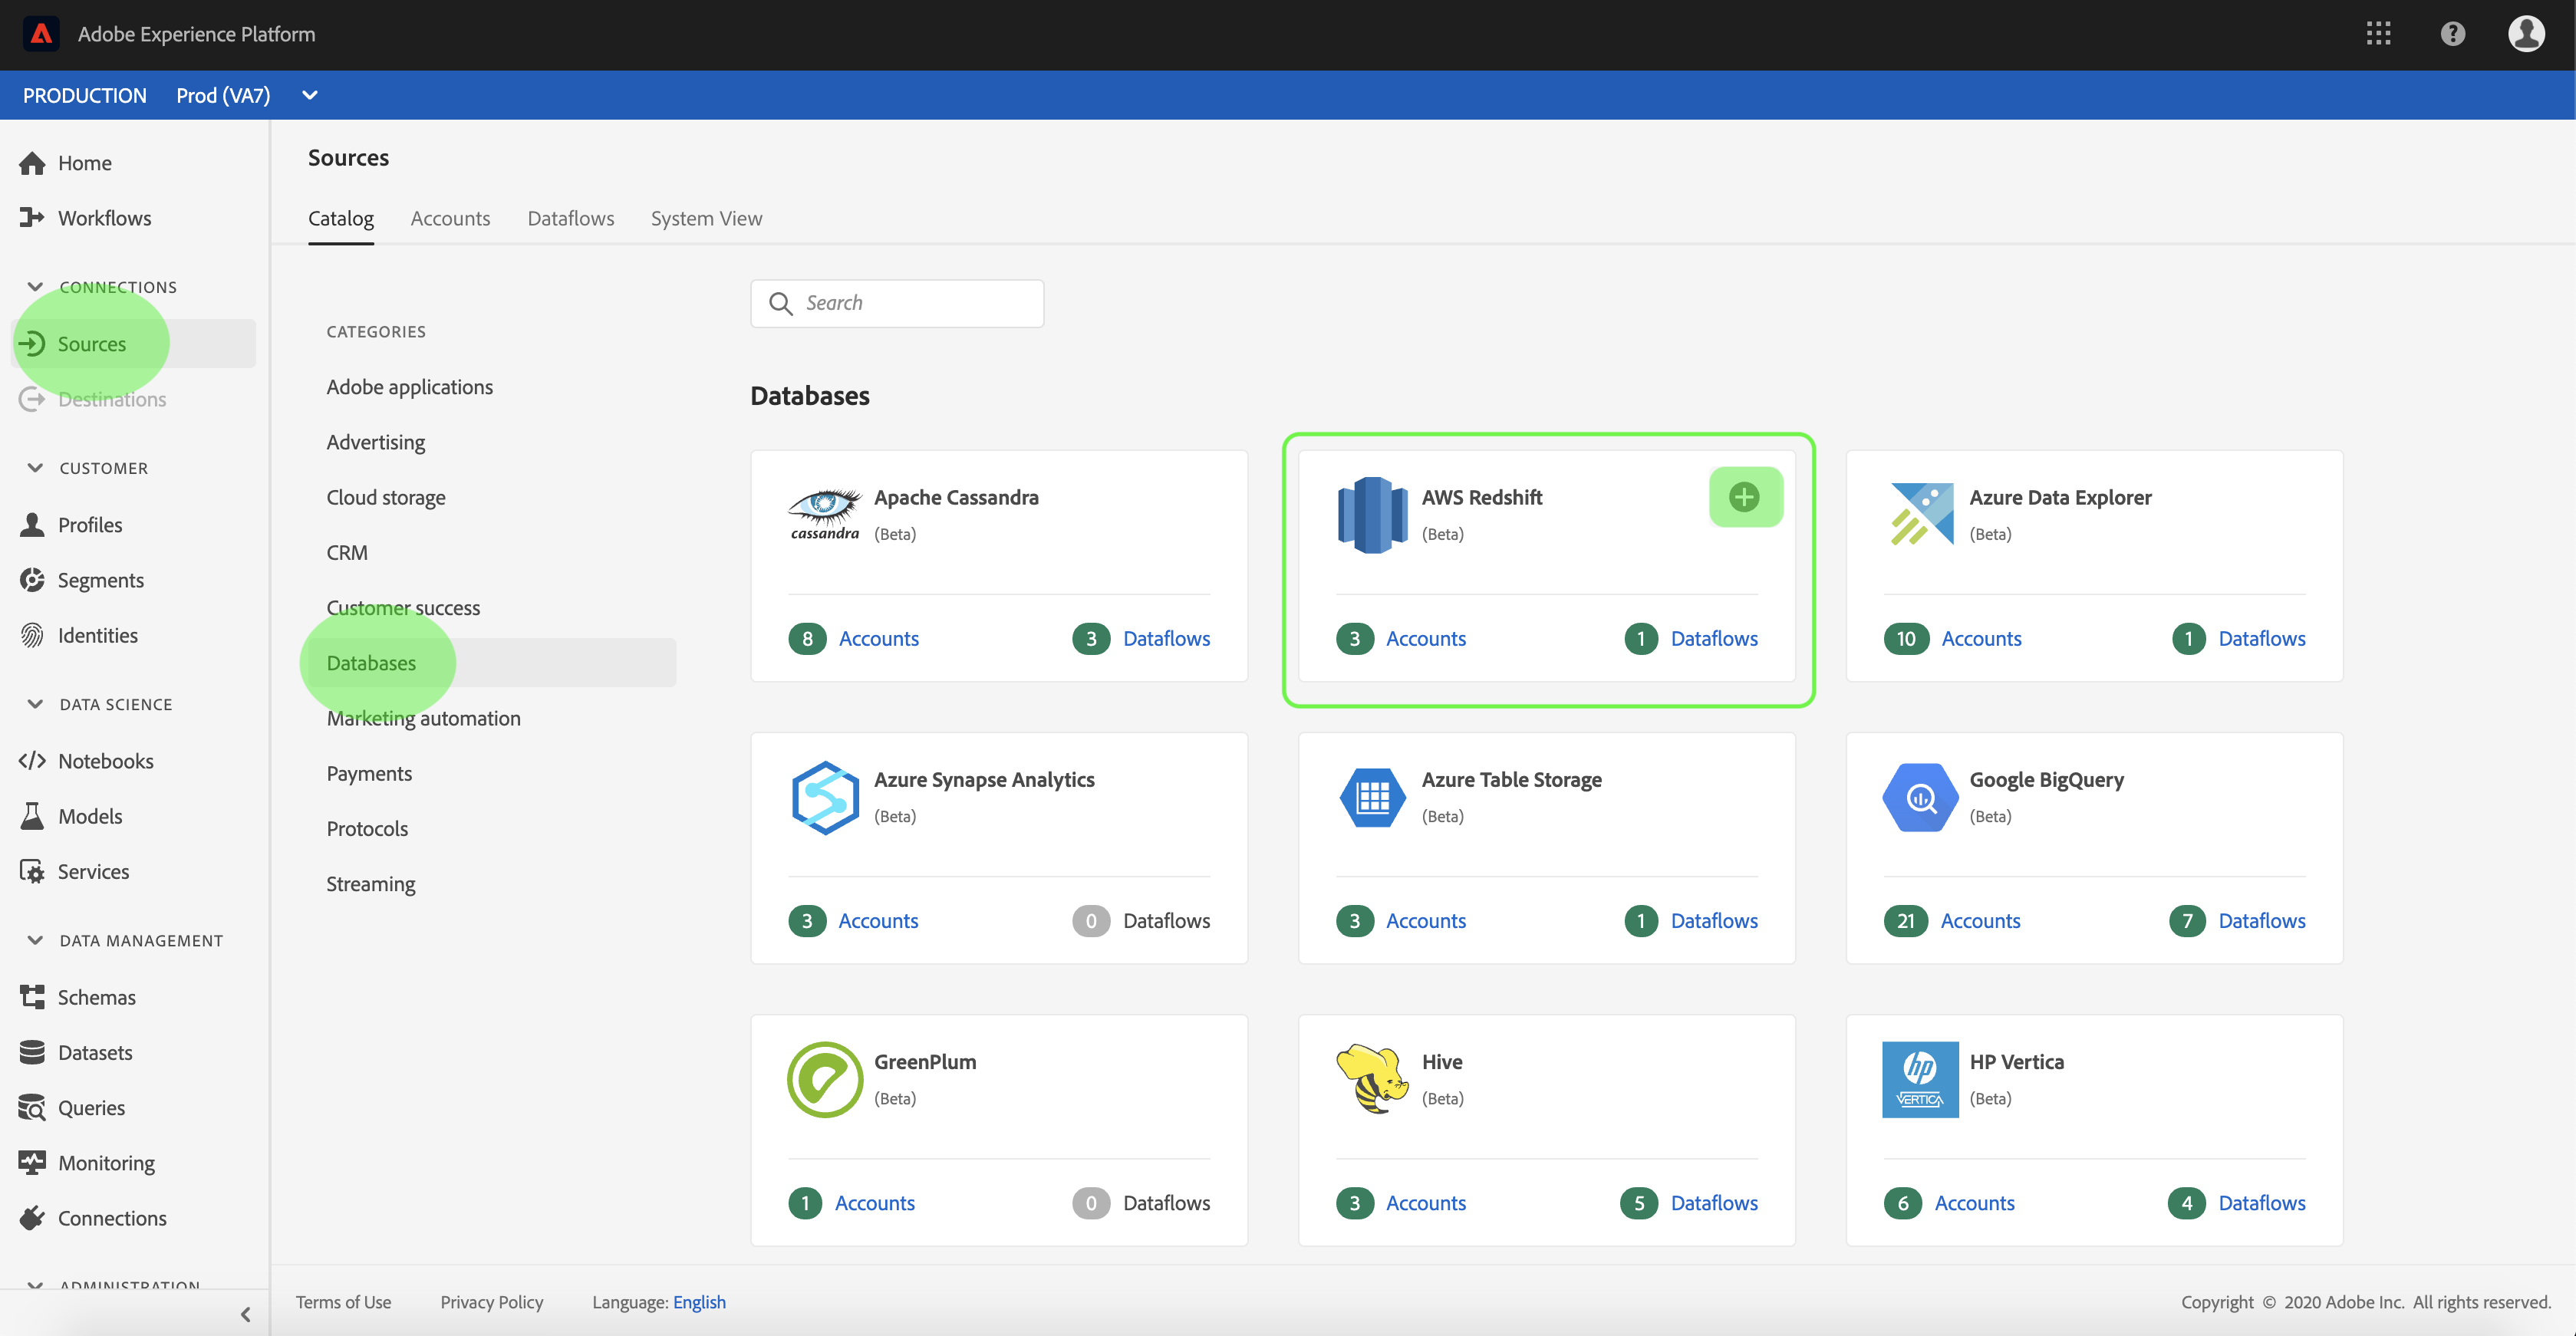 Adobe Experience Platform
PRODUCTION Prod (VA7)
Home
Workflows
CONNECTIONS
Sources
Destinations
CUSTOMER
Profiles
Segments
Identities
DATA SCIENCE
Notebooks
Models
Services
DATA MANAGEMENT
Schemas
Datasets
Queries
Monitoring
Connections
ADMINISTRATION
Sources
Catalog Accounts Dataflows System View
CATEGORIES
Adobe applications
Advertising
Cloud storage
CRM
Customer success
Databases
Marketing automation
Payments
Protocols
Streaming
Search
Databases
Apache Cassandra
(Beta)
cassandra
8 Accounts 3 Dataflows
AWS Redshift
(Beta)
3 Accounts 1 Dataflows
Azure Data Explorer
(Beta)
10 Accounts 1 Dataflows
Azure Synapse Analytics
(Beta)
3 Accounts 0 Dataflows
Azure Table Storage
(Beta)
3 Accounts 1 Dataflows
Google BigQuery
(Beta)
21 Accounts 7 Dataflows
GreenPlum
(Beta)
1 Accounts 0 Dataflows
Hive
(Beta)
3 Accounts 5 Dataflows
HP Vertica
(Beta)
hp
VERTICA
6 Accounts 4 Dataflows
Terms of Use Privacy Policy Language: English Copyright © 2020 Adobe Inc. All rights reserved.